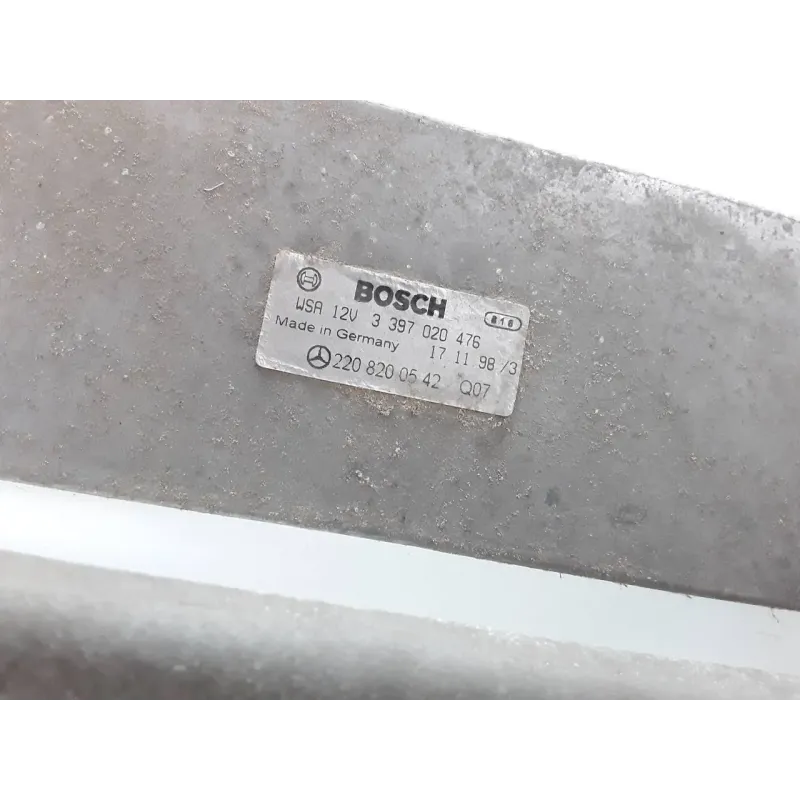 BOSCH
WSA 12V 3 397 020 476
Made in Germany 17 11 98 /3
220 820 05 42 Q07